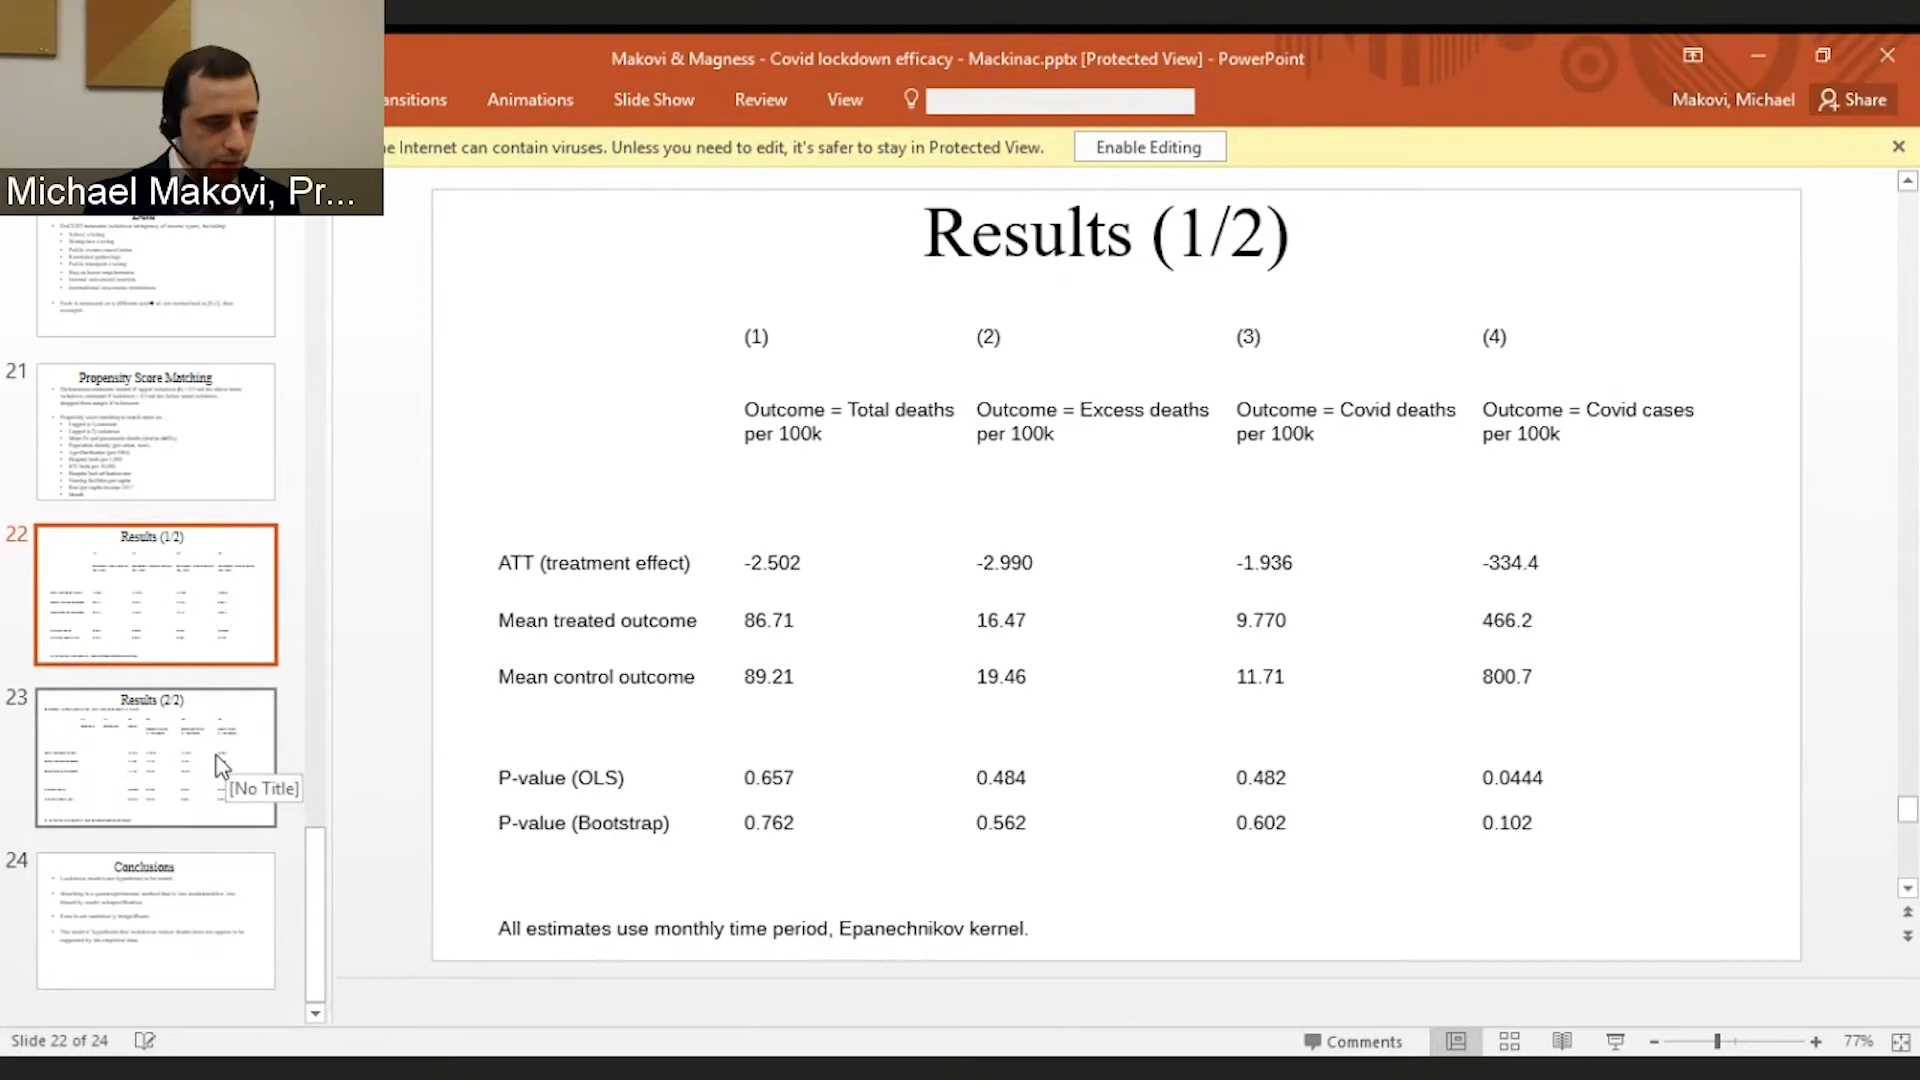 Makovi & Magness - Covid lockdown efficacy - Mackinac.pptx [Protected View] - PowerPoint
ansitions Animations Slide Show Review View Makovi, Michael Share
e Internet can contain viruses. Unless you need to edit, it's safer to stay in Protected View. Enable Editing
Michael Makovi, Pr...
21
Propensity Score Matching
22
Results (1/2)
23
Results (2/2)
[No Title]
24
Conclusions
Results (1/2)
(1) (2) (3) (4)
Outcome = Total deaths Outcome = Excess deaths Outcome = Covid deaths Outcome = Covid cases
per 100k per 100k per 100k per 100k
ATT (treatment effect) -2.502 -2.990 -1.936 -334.4
Mean treated outcome 86.71 16.47 9.770 466.2
Mean control outcome 89.21 19.46 11.71 800.7
P-value (OLS) 0.657 0.484 0.482 0.0444
P-value (Bootstrap) 0.762 0.562 0.602 0.102
All estimates use monthly time period, Epanechnikov kernel.
Slide 22 of 24 Comments 77%